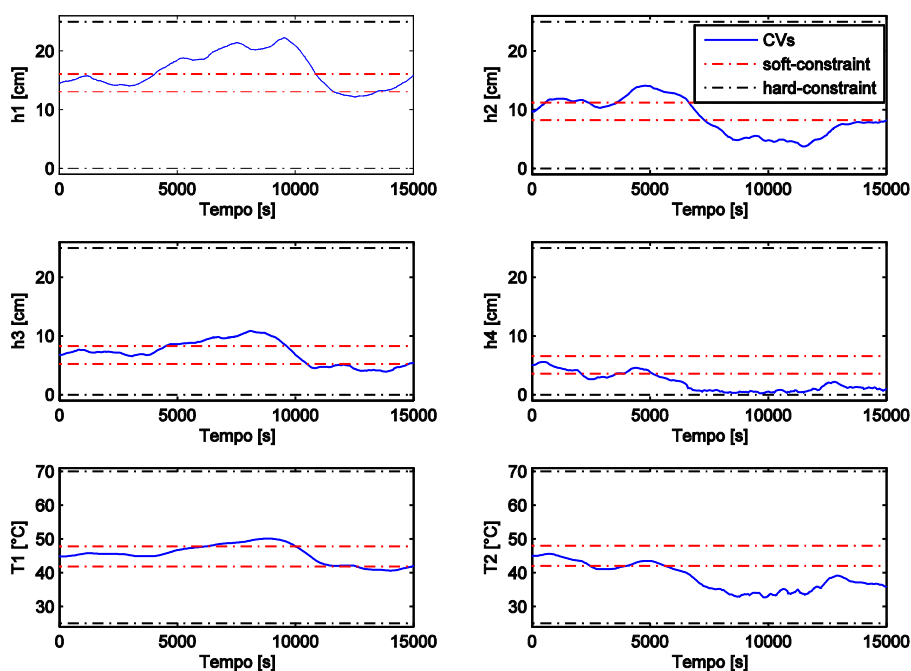 h1 [cm]
20
10
0
0 5000 10000 15000
Tempo [s]
h2 [cm]
20
10
0
0 5000 10000 15000
Tempo [s]
CVs
soft-constraint
hard-constraint
h3 [cm]
20
10
0
0 5000 10000 15000
Tempo [s]
h4 [cm]
20
10
0
0 5000 10000 15000
Tempo [s]
T1 [°C]
70
60
50
40
30
0 5000 10000 15000
Tempo [s]
T2 [°C]
70
60
50
40
30
0 5000 10000 15000
Tempo [s]